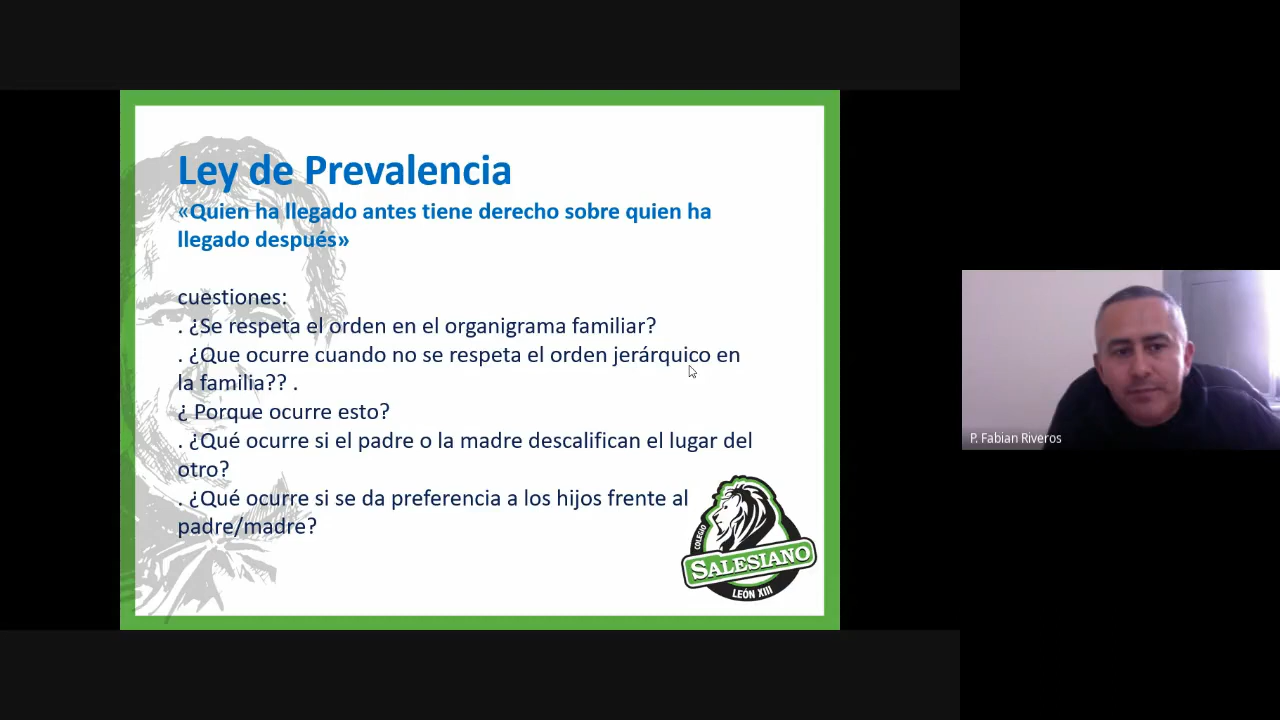 Ley de Prevalencia
«Quien ha llegado antes tiene derecho sobre quien ha
llegado después»
cuestiones:
. ¿Se respeta el orden en el organigrama familiar?
. ¿Que ocurre cuando no se respeta el orden jerárquico en
la familia?? .
¿ Porque ocurre esto?
. ¿Qué ocurre si el padre o la madre descalifican el lugar del
otro?
. ¿Qué ocurre si se da preferencia a los hijos frente al
padre/madre?
COLEGIO
SALESIANO
LEÓN XIII
P. Fabian Riveros